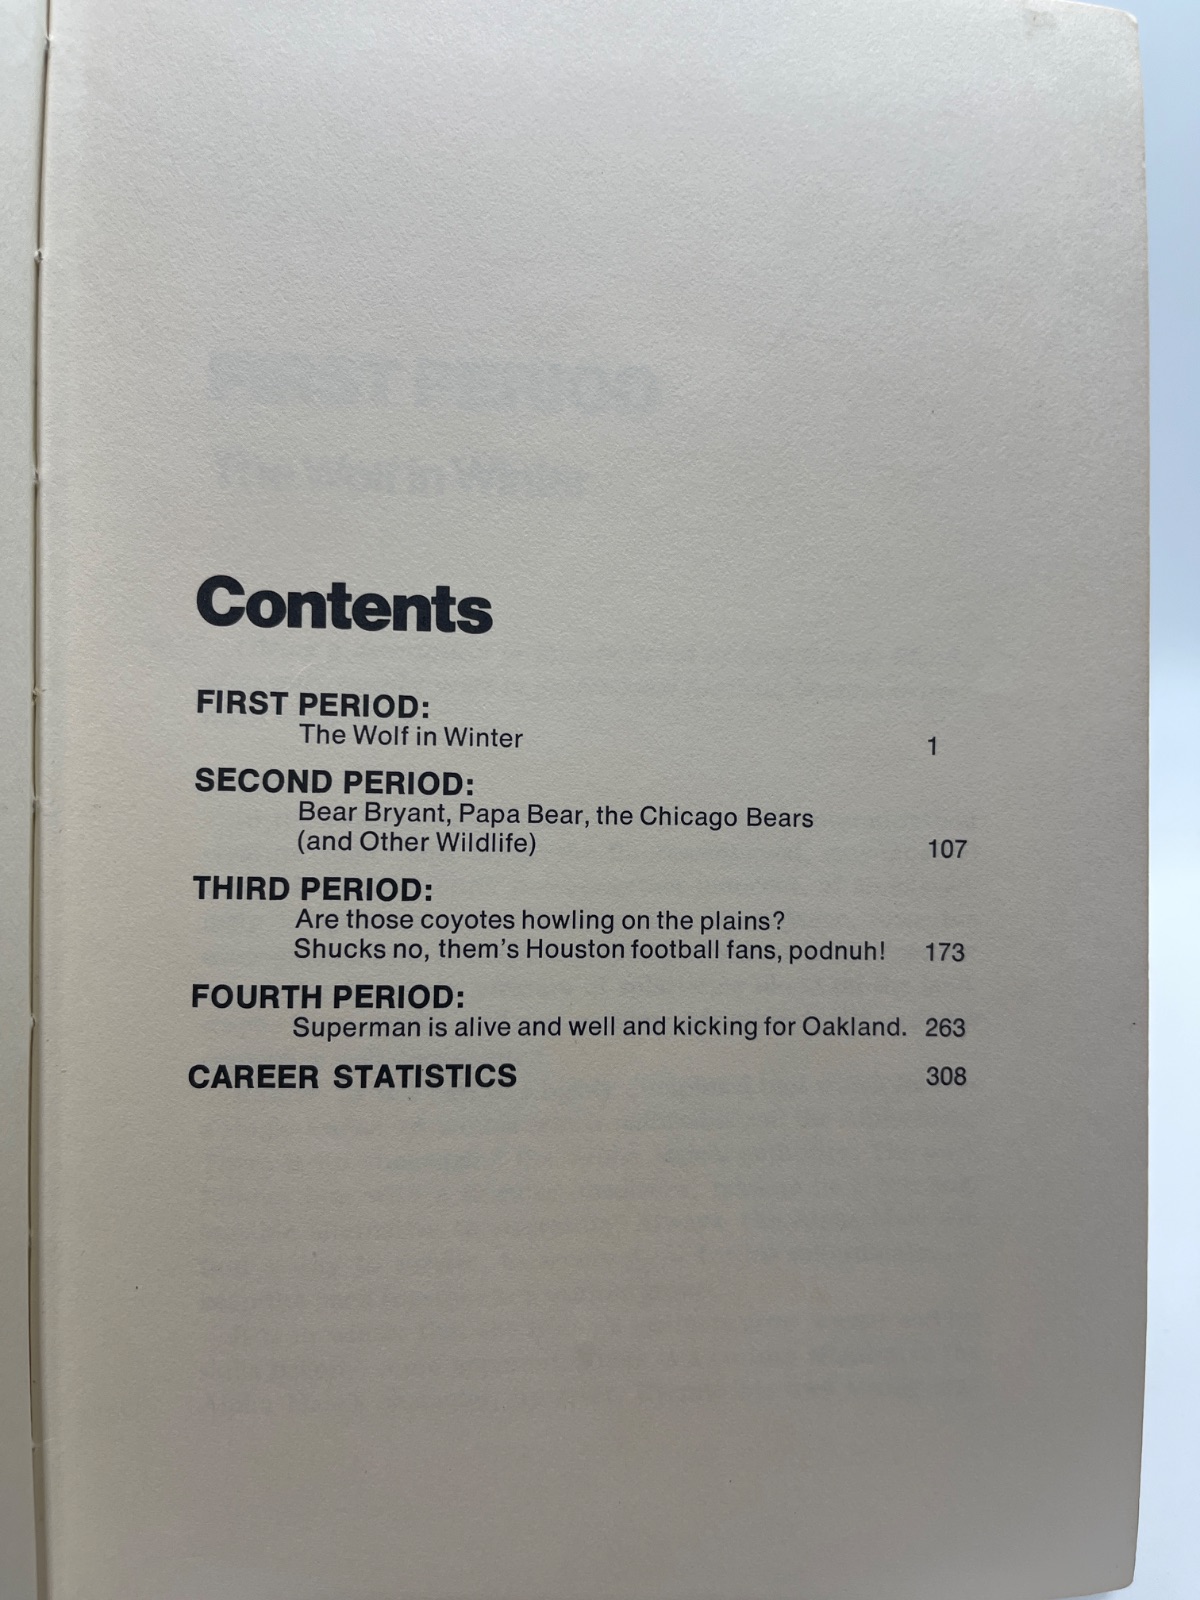 Contents
FIRST PERIOD:
The Wolf in Winter 1
SECOND PERIOD:
Bear Bryant, Papa Bear, the Chicago Bears
(and Other Wildlife) 107
THIRD PERIOD:
Are those coyotes howling on the plains?
Shucks no, them's Houston football fans, podnuh! 173
FOURTH PERIOD:
Superman is alive and well and kicking for Oakland. 263
CAREER STATISTICS 308